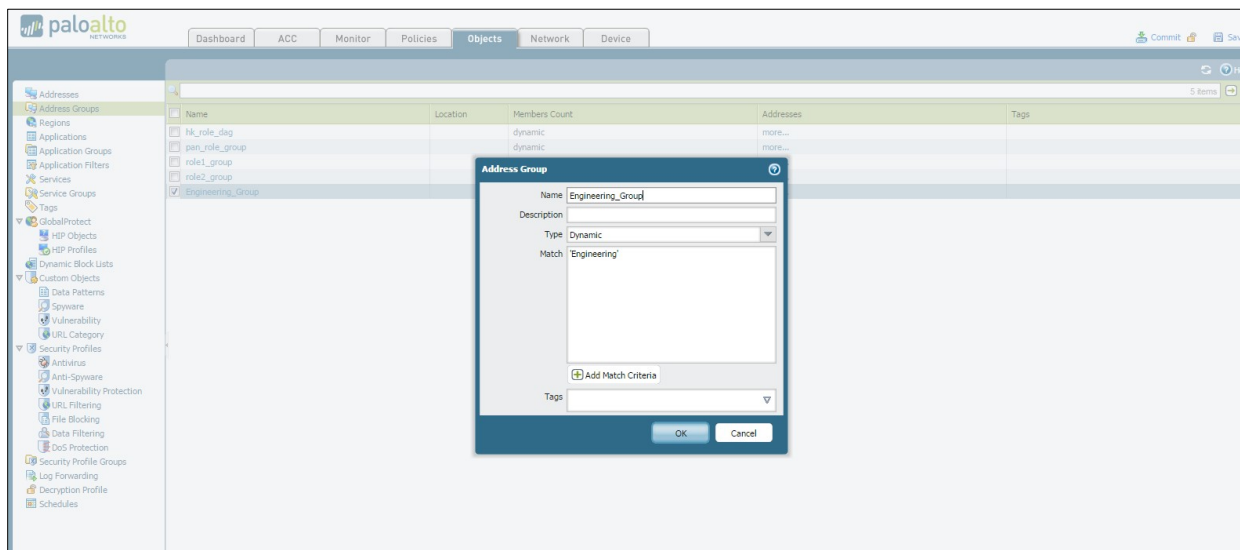 paloalto
NETWORKS
Dashboard ACC Monitor Policies Objects Network Device
Commit
5 items
Addresses
Address Groups
Regions
Applications
Application Groups
Application Filters
Services
Service Groups
Tags
GlobalProtect
HIP Objects
HIP Profiles
Dynamic Block Lists
Custom Objects
Data Patterns
Spyware
Vulnerability
URL Category
Security Profiles
Antivirus
Anti-Spyware
Vulnerability Protection
URL Filtering
File Blocking
Data Filtering
DoS Protection
Security Profile Groups
Log Forwarding
Decryption Profile
Schedules
Name Location Members Count Addresses Tags
hk_role_dag dynamic more...
pan_role_group dynamic more...
role1_group
role2_group
Engineering_Group
Address Group
Name Engineering_Group
Description
Type Dynamic
Match 'Engineering'
Add Match Criteria
Tags
OK Cancel